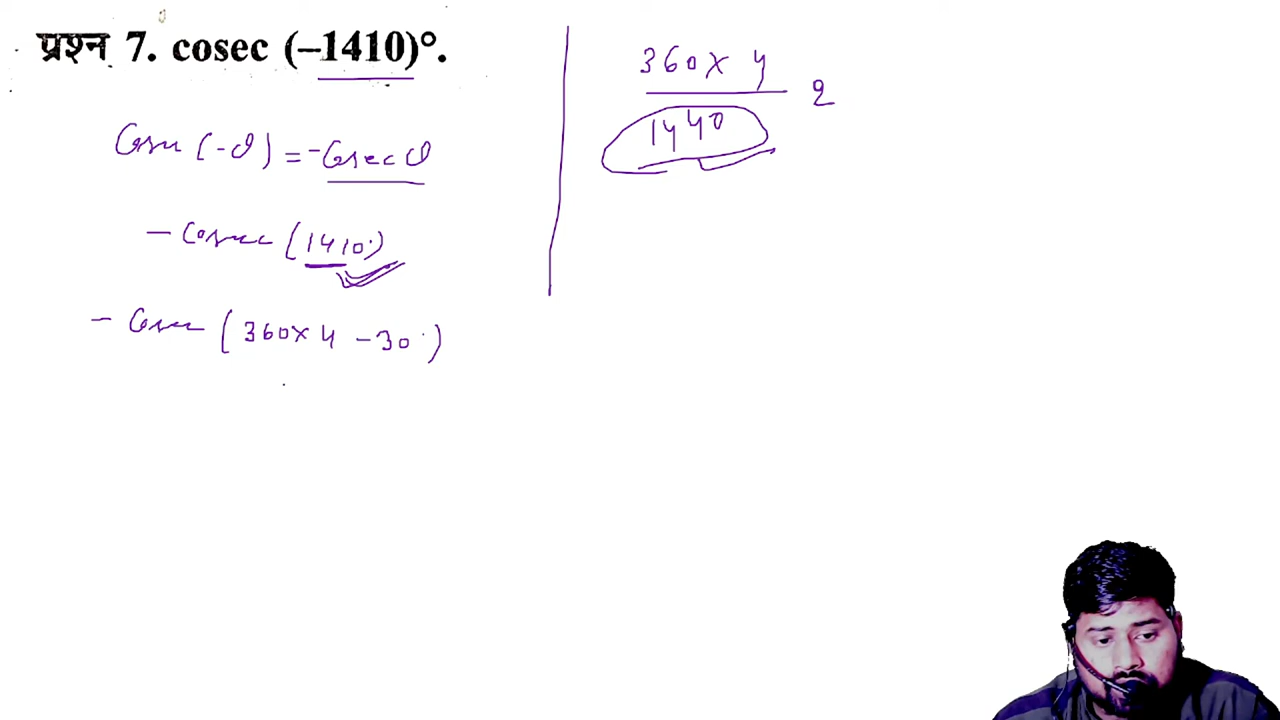 प्रश्न 7. cosec (–1410)°.
Cosec (-θ) = -Cosec θ
- Cosec (1410°)
- Cosec (360×4 -30°)
360× 4
2
1440